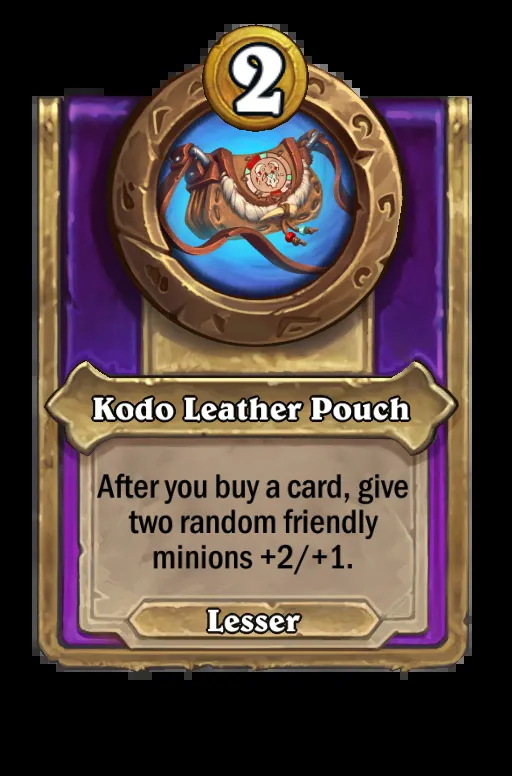 2
Kodo Leather Pouch
After you buy a card, give
two random friendly
minions +2/+1.
Lesser